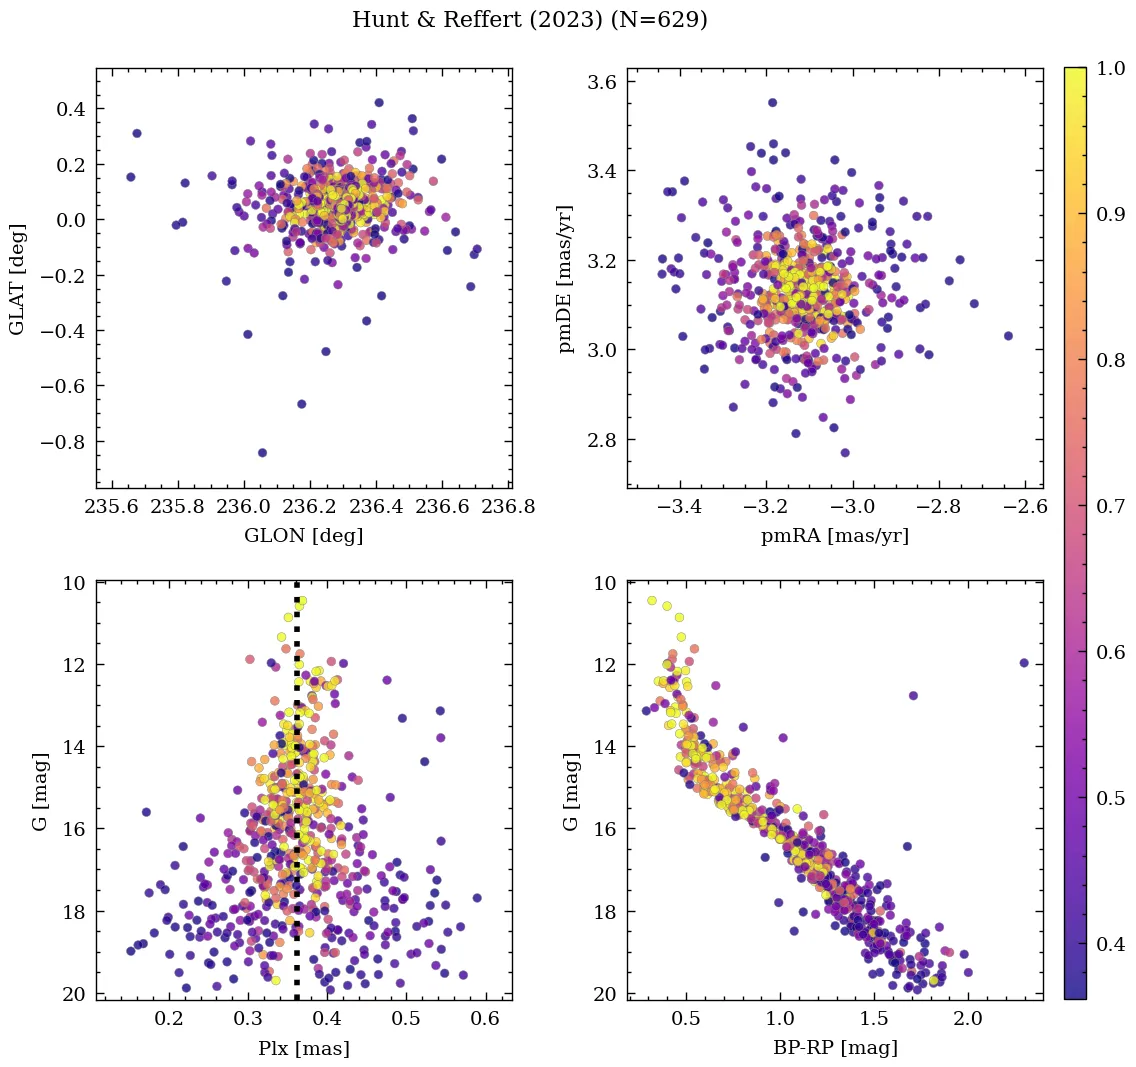 Hunt & Reffert (2023) (N=629)
0.4
0.2
0.0
−0.2
−0.4
−0.6
−0.8
GLAT [deg]
235.6 235.8 236.0 236.2 236.4 236.6 236.8
GLON [deg]
3.6
3.4
3.2
3.0
2.8
pmDE [mas/yr]
−3.4 −3.2 −3.0 −2.8 −2.6
pmRA [mas/yr]
10
12
14
16
18
20
G [mag]
0.2 0.3 0.4 0.5 0.6
Plx [mas]
10
12
14
16
18
20
G [mag]
0.5 1.0 1.5 2.0
BP-RP [mag]
1.0
0.9
0.8
0.7
0.6
0.5
0.4